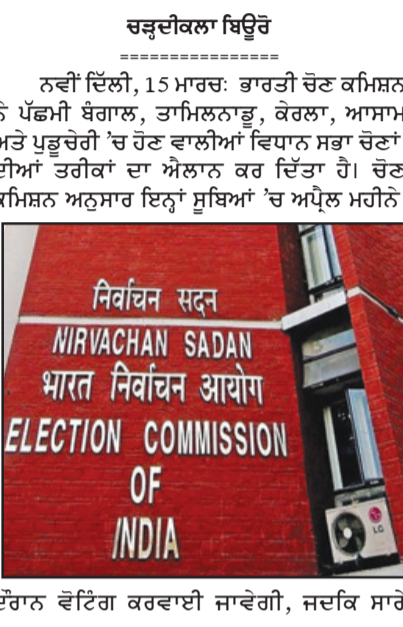 ਚੜ੍ਹਦੀਕਲਾ ਬਿਊਰੋ
================
ਨਵੀਂ ਦਿੱਲੀ, 15 ਮਾਰਚਃ ਭਾਰਤੀ ਚੋਣ ਕਮਿਸ਼ਨ
ਨੇ ਪੱਛਮੀ ਬੰਗਾਲ, ਤਾਮਿਲਨਾਡੂ, ਕੇਰਲਾ, ਆਸਾਮ
ਅਤੇ ਪੁਡੂਚੇਰੀ ’ਚ ਹੋਣ ਵਾਲੀਆਂ ਵਿਧਾਨ ਸਭਾ ਚੋਣਾਂ
ਦੀਆਂ ਤਰੀਕਾਂ ਦਾ ਐਲਾਨ ਕਰ ਦਿੱਤਾ ਹੈ। ਚੋਣ
ਕਮਿਸ਼ਨ ਅਨੁਸਾਰ ਇਨ੍ਹਾਂ ਸੂਬਿਆਂ ’ਚ ਅਪ੍ਰੈਲ ਮਹੀਨੇ
निर्वाचन सदन
NIRVACHAN SADAN
भारत निर्वाचन आयोग
ELECTION COMMISSION
OF
INDIA
LG
ਦੌਰਾਨ ਵੋਟਿੰਗ ਕਰਵਾਈ ਜਾਵੇਗੀ, ਜਦਕਿ ਸਾਰੇ